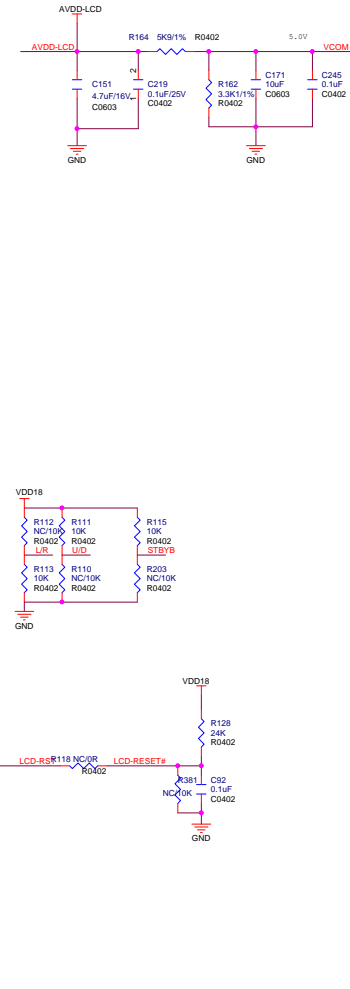 AVDD-LCD
R164 5K9/1% R0402
5.0V
AVDD-LCD
VCOM
2
C151
4.7uF/16V
C0603
1
C219
0.1uF/25V
C0402
R162
3.3K1/1%
R0402
C171
10uF
C0603
C245
0.1uF
C0402
GND
GND
VDD18
R112
NC/10K
R0402
R111
10K
R0402
R115
10K
R0402
L/R
U/D
STBYB
R113
10K
R0402
R110
NC/10K
R0402
R203
NC/10K
R0402
GND
VDD18
R128
24K
R0402
LCD-RST
R118 NC/0R
R0402
LCD-RESET#
R381
NC/10K
C92
0.1uF
C0402
GND